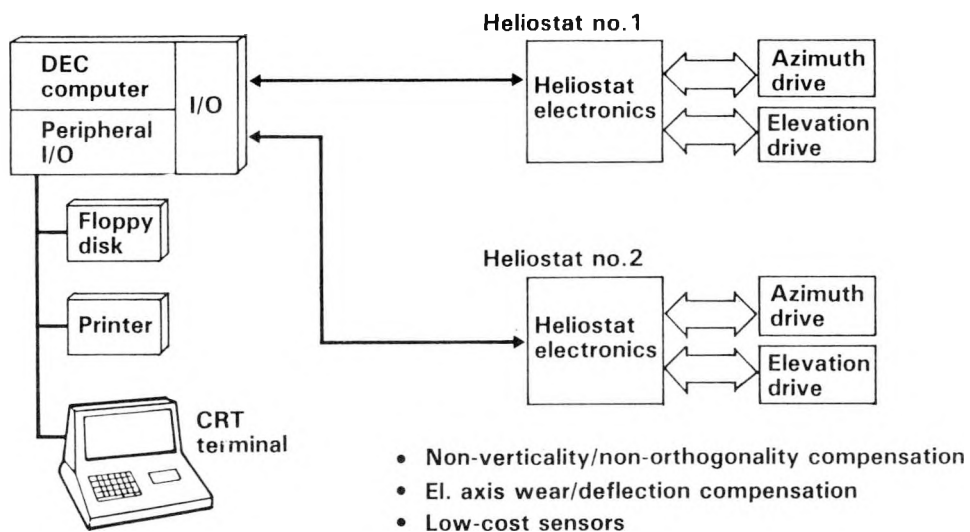 Heliostat no.1
DEC
computer
I/O
Peripheral
I/O
Heliostat
electronics
Azimuth
drive
Elevation
drive
Floppy
disk
Printer
CRT
terminal
Heliostat no.2
Heliostat
electronics
Azimuth
drive
Elevation
drive
• Non-verticality/non-orthogonality compensation
• El. axis wear/deflection compensation
• Low-cost sensors